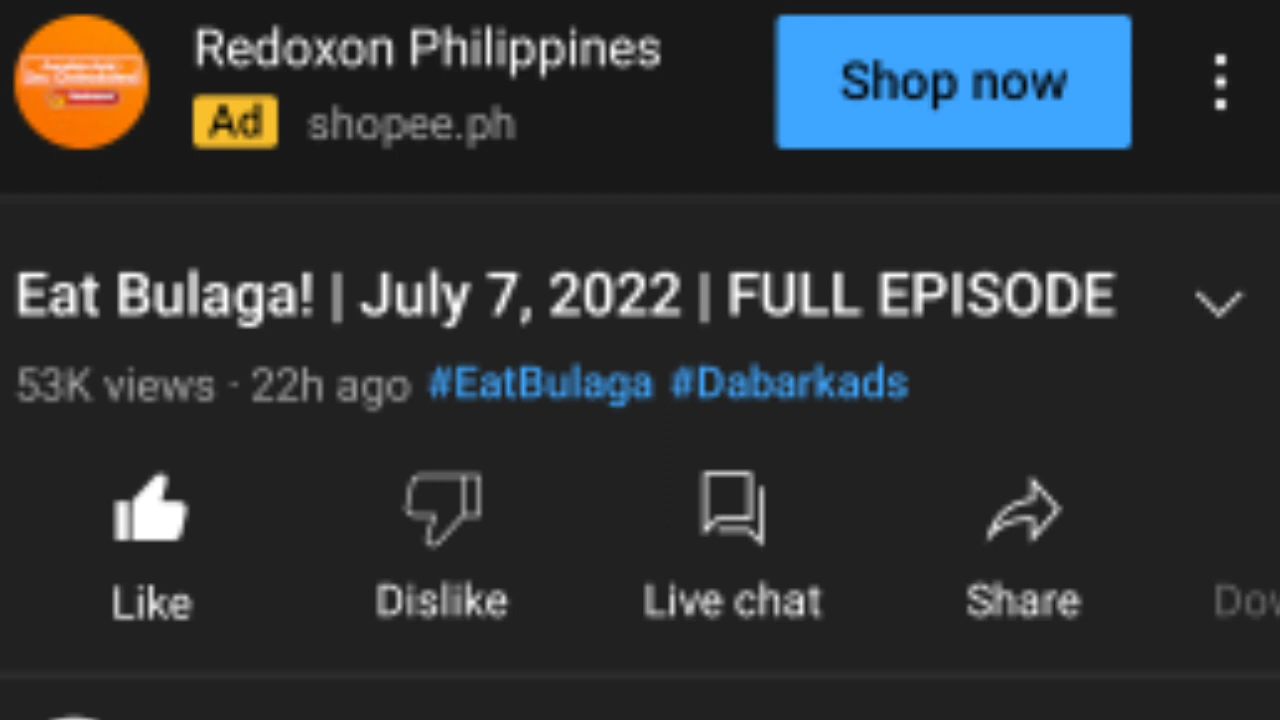 Redoxon Philippines
Ad shopee.ph
Shop now
Eat Bulaga! | July 7, 2022 | FULL EPISODE
53K views · 22h ago #EatBulaga #Dabarkads
Like Dislike Live chat Share